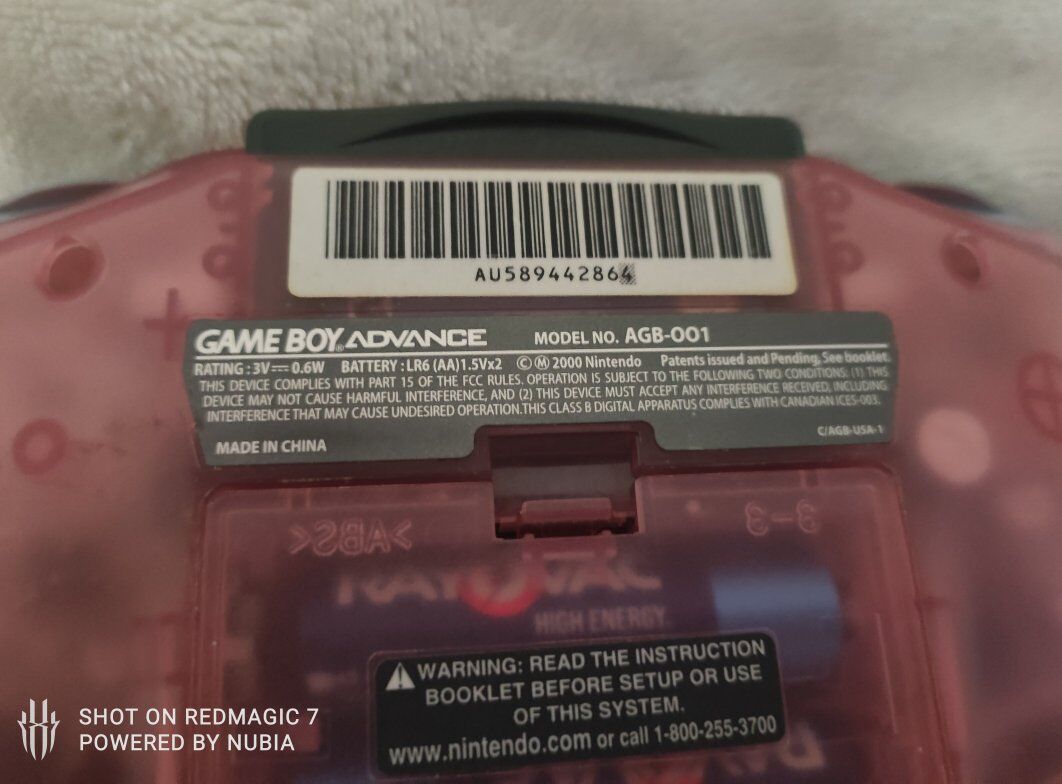 AU589442864
GAME BOY ADVANCE MODEL NO. AGB-001
RATING : 3V⎓0.6W BATTERY : LR6 (AA)1.5Vx2 ©Ⓜ 2000 Nintendo Patents issued and Pending, See booklet.
THIS DEVICE COMPLIES WITH PART 15 OF THE FCC RULES. OPERATION IS SUBJECT TO THE FOLLOWING TWO CONDITIONS: (1) THIS
DEVICE MAY NOT CAUSE HARMFUL INTERFERENCE, AND (2) THIS DEVICE MUST ACCEPT ANY INTERFERENCE RECEIVED, INCLUDING
INTERFERENCE THAT MAY CAUSE UNDESIRED OPERATION.THIS CLASS B DIGITAL APPARATUS COMPLIES WITH CANADIAN ICES-003.
C/AGB-USA-1
MADE IN CHINA
>ABS<
3-3
RAYOVAC
HIGH ENERGY
⚠ WARNING: READ THE INSTRUCTION
BOOKLET BEFORE SETUP OR USE
OF THIS SYSTEM.
www.nintendo.com or call 1-800-255-3700
SHOT ON REDMAGIC 7
POWERED BY NUBIA